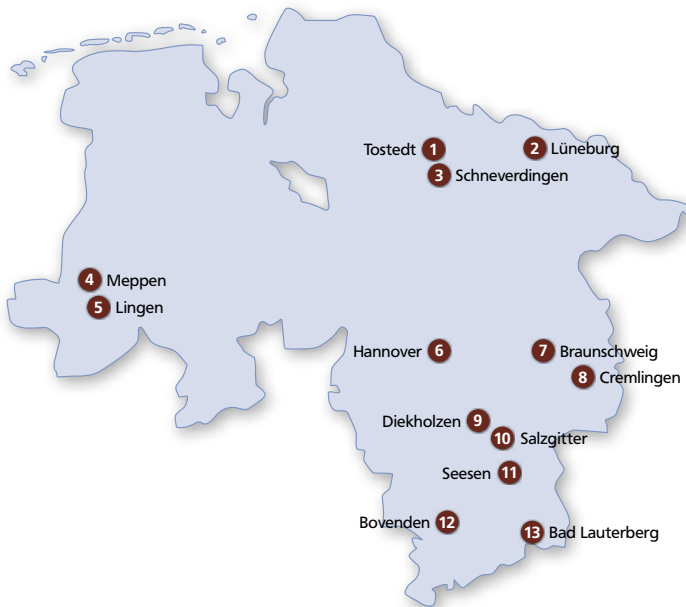 Tostedt 1
2 Lüneburg
3 Schneverdingen
4 Meppen
5 Lingen
Hannover 6
7 Braunschweig
8 Cremlingen
Diekholzen 9
10 Salzgitter
Seesen 11
Bovenden 12
13 Bad Lauterberg